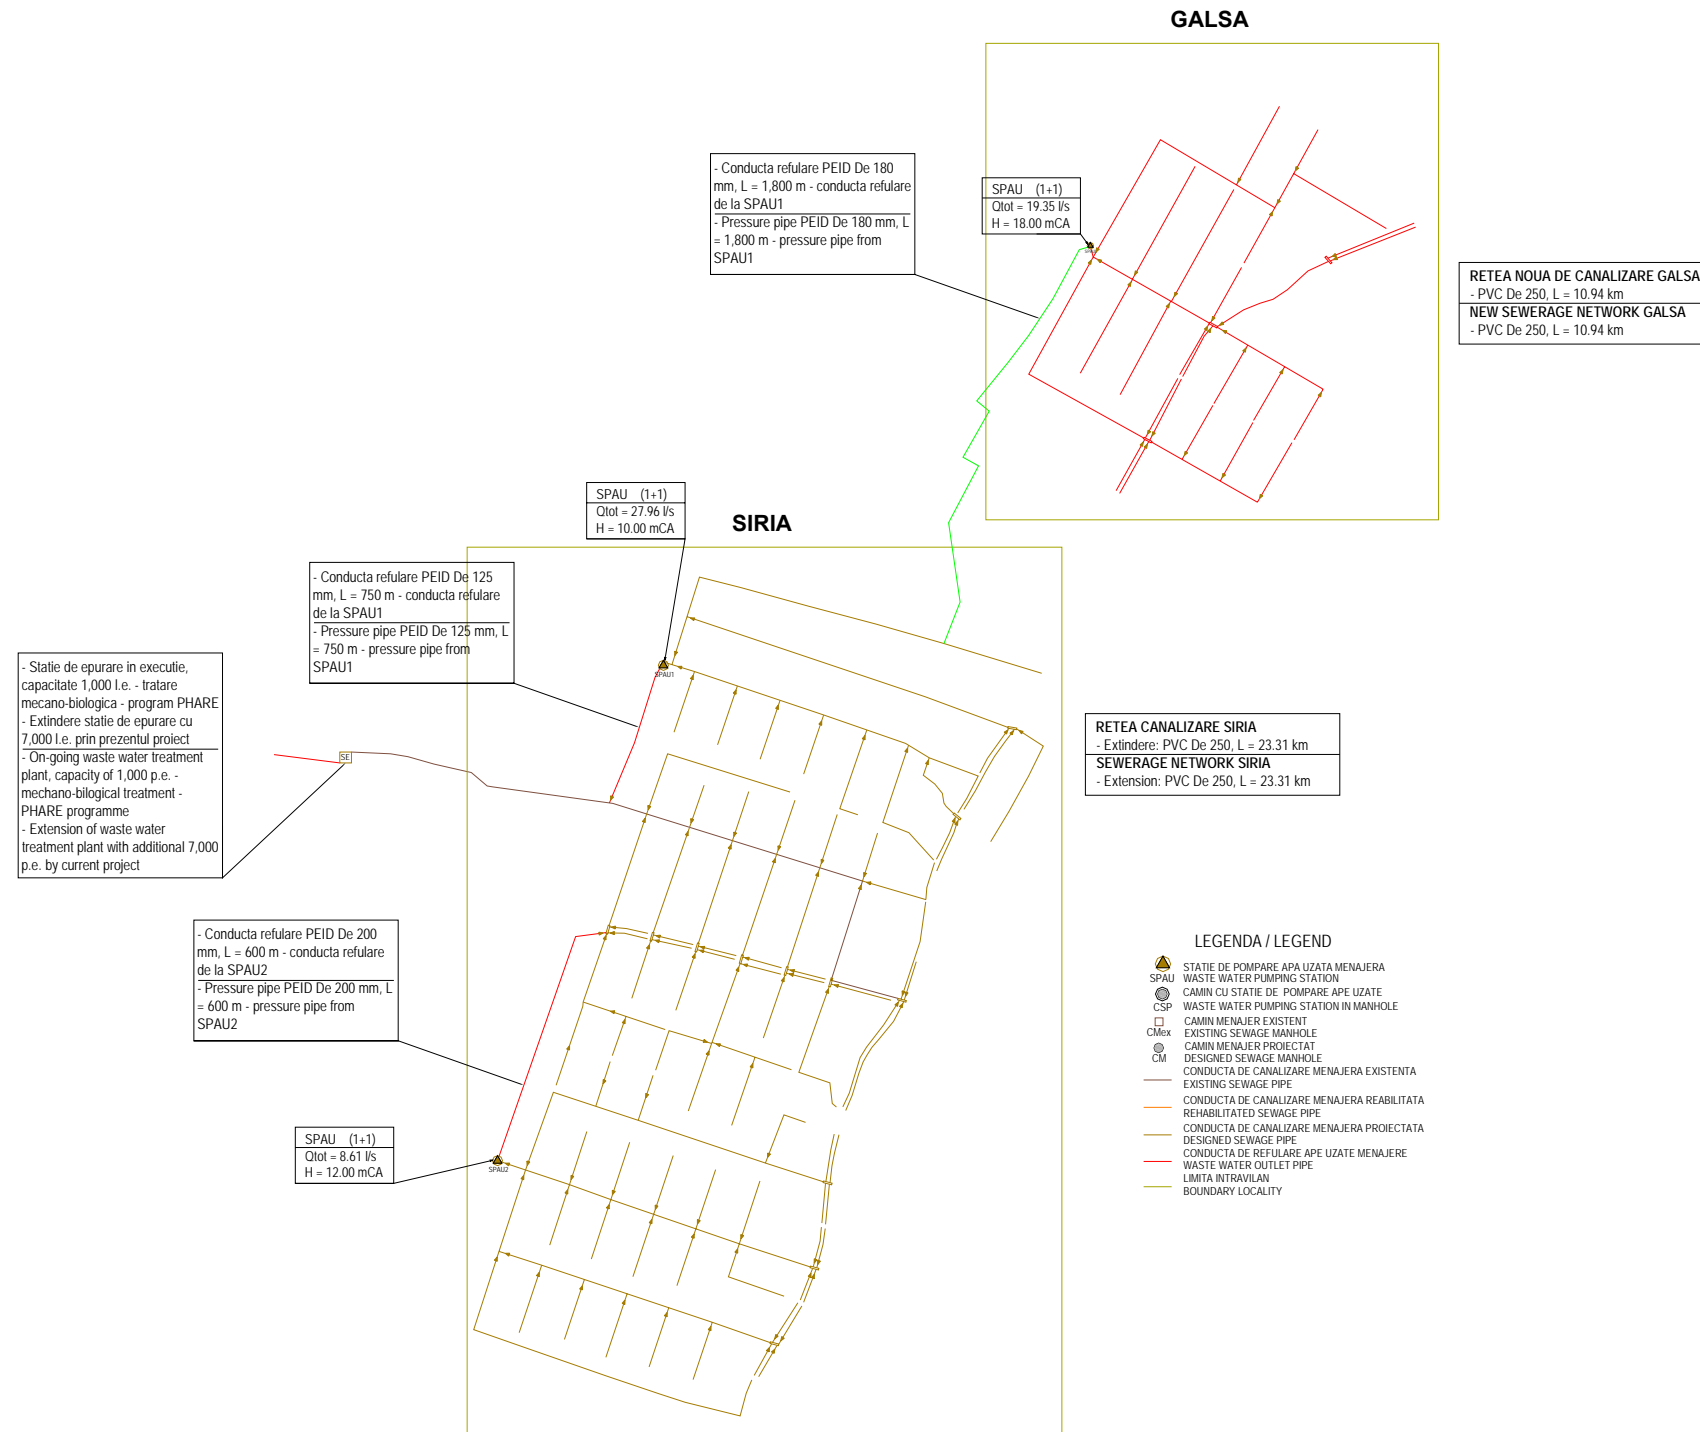 GALSA
- Conducta refulare PEID De 180
mm, L = 1,800 m - conducta refulare
de la SPAU1
- Pressure pipe PEID De 180 mm, L
= 1,800 m - pressure pipe from
SPAU1
SPAU (1+1)
Qtot = 19.35 l/s
H = 18.00 mCA
RETEA NOUA DE CANALIZARE GALSA
- PVC De 250, L = 10.94 km
NEW SEWERAGE NETWORK GALSA
- PVC De 250, L = 10.94 km
SPAU (1+1)
Qtot = 27.96 l/s
H = 10.00 mCA
SIRIA
- Conducta refulare PEID De 125
mm, L = 750 m - conducta refulare
de la SPAU1
- Pressure pipe PEID De 125 mm, L
= 750 m - pressure pipe from
SPAU1
SPAU1
- Statie de epurare in executie,
capacitate 1,000 l.e. - tratare
mecano-biologica - program PHARE
- Extindere statie de epurare cu
7,000 l.e. prin prezentul proiect
- On-going waste water treatment
plant, capacity of 1,000 p.e. -
mechano-bilogical treatment -
PHARE programme
- Extension of waste water
treatment plant with additional 7,000
p.e. by current project
SE
RETEA CANALIZARE SIRIA
- Extindere: PVC De 250, L = 23.31 km
SEWERAGE NETWORK SIRIA
- Extension: PVC De 250, L = 23.31 km
- Conducta refulare PEID De 200
mm, L = 600 m - conducta refulare
de la SPAU2
- Pressure pipe PEID De 200 mm, L
= 600 m - pressure pipe from
SPAU2
SPAU (1+1)
Qtot = 8.61 l/s
H = 12.00 mCA
SPAU2
LEGENDA / LEGEND
STATIE DE POMPARE APA UZATA MENAJERA
SPAU WASTE WATER PUMPING STATION
CAMIN CU STATIE DE POMPARE APE UZATE
CSP WASTE WATER PUMPING STATION IN MANHOLE
CAMIN MENAJER EXISTENT
CMex EXISTING SEWAGE MANHOLE
CAMIN MENAJER PROIECTAT
CM DESIGNED SEWAGE MANHOLE
CONDUCTA DE CANALIZARE MENAJERA EXISTENTA
EXISTING SEWAGE PIPE
CONDUCTA DE CANALIZARE MENAJERA REABILITATA
REHABILITATED SEWAGE PIPE
CONDUCTA DE CANALIZARE MENAJERA PROIECTATA
DESIGNED SEWAGE PIPE
CONDUCTA DE REFULARE APE UZATE MENAJERE
WASTE WATER OUTLET PIPE
LIMITA INTRAVILAN
BOUNDARY LOCALITY